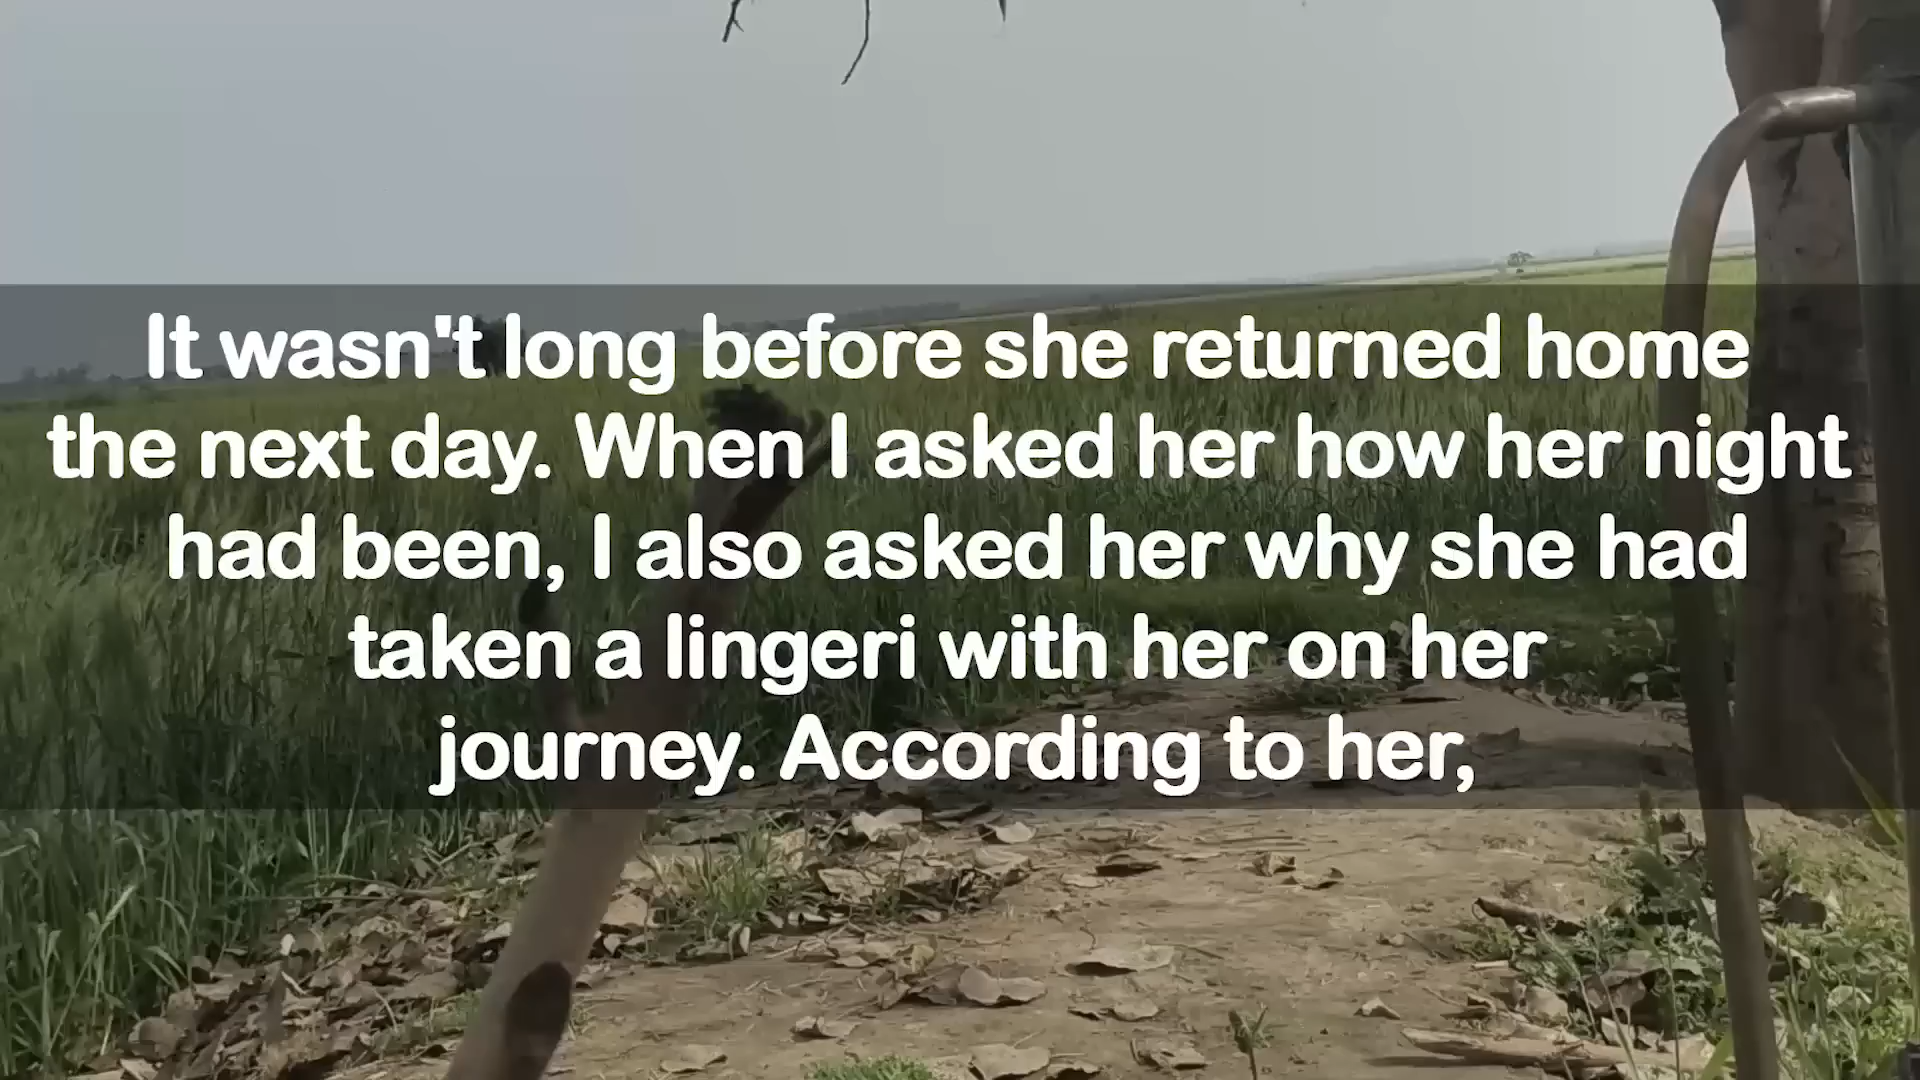 It wasn't long before she returned home
the next day. When I asked her how her night
had been, I also asked her why she had
taken a lingeri with her on her
journey. According to her,